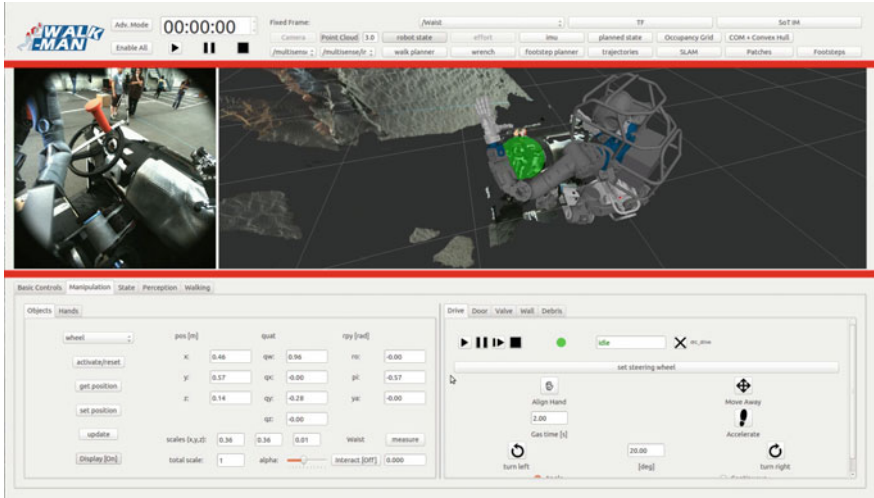 WALK
-MAN
Adv. Mode
Enable All
00:00:00
Fixed Frame:
/Waist
TF
SoT IM
Camera
Point Cloud
3.0
robot state
effort
imu
planned state
Occupancy Grid
COM + Convex Hull
/multisense
/multisense/ir
walk planner
wrench
footstep planner
trajectories
SLAM
Patches
Footsteps
Basic Controls Manipulation State Perception Walking
Objects Hands
wheel
activate/reset
get position
set position
update
Display [On]
pos [m]
quat
rpy [rad]
x: 0.46 qw: 0.96 ro: -0.00
y: 0.57 qx: -0.00 pi: -0.57
z: 0.14 qy: -0.28 ya: -0.00
qz: -0.00
scales (x,y,z): 0.36 0.36 0.01 Waist measure
total scale: 1 alpha: Interact [Off] 0.000
Drive Door Valve Wall Debris
idle
set steering wheel
Align Hand
Move Away
2.00
Gas time [s]
Accelerate
20.00
turn left
[deg]
turn right